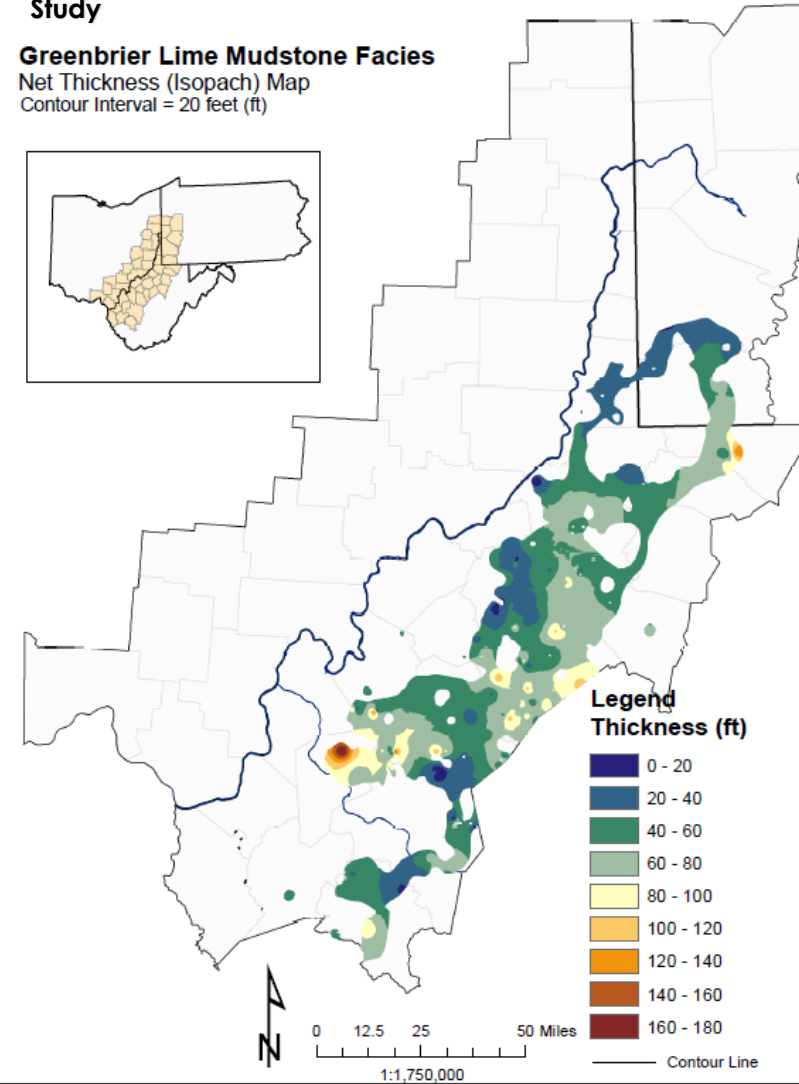 Study
Greenbrier Lime Mudstone Facies
Net Thickness (Isopach) Map
Contour Interval = 20 feet (ft)
Legend
Thickness (ft)
0 - 20
20 - 40
40 - 60
60 - 80
80 - 100
100 - 120
120 - 140
140 - 160
160 - 180
Contour Line
N
0 12.5 25 50 Miles
1:1,750,000